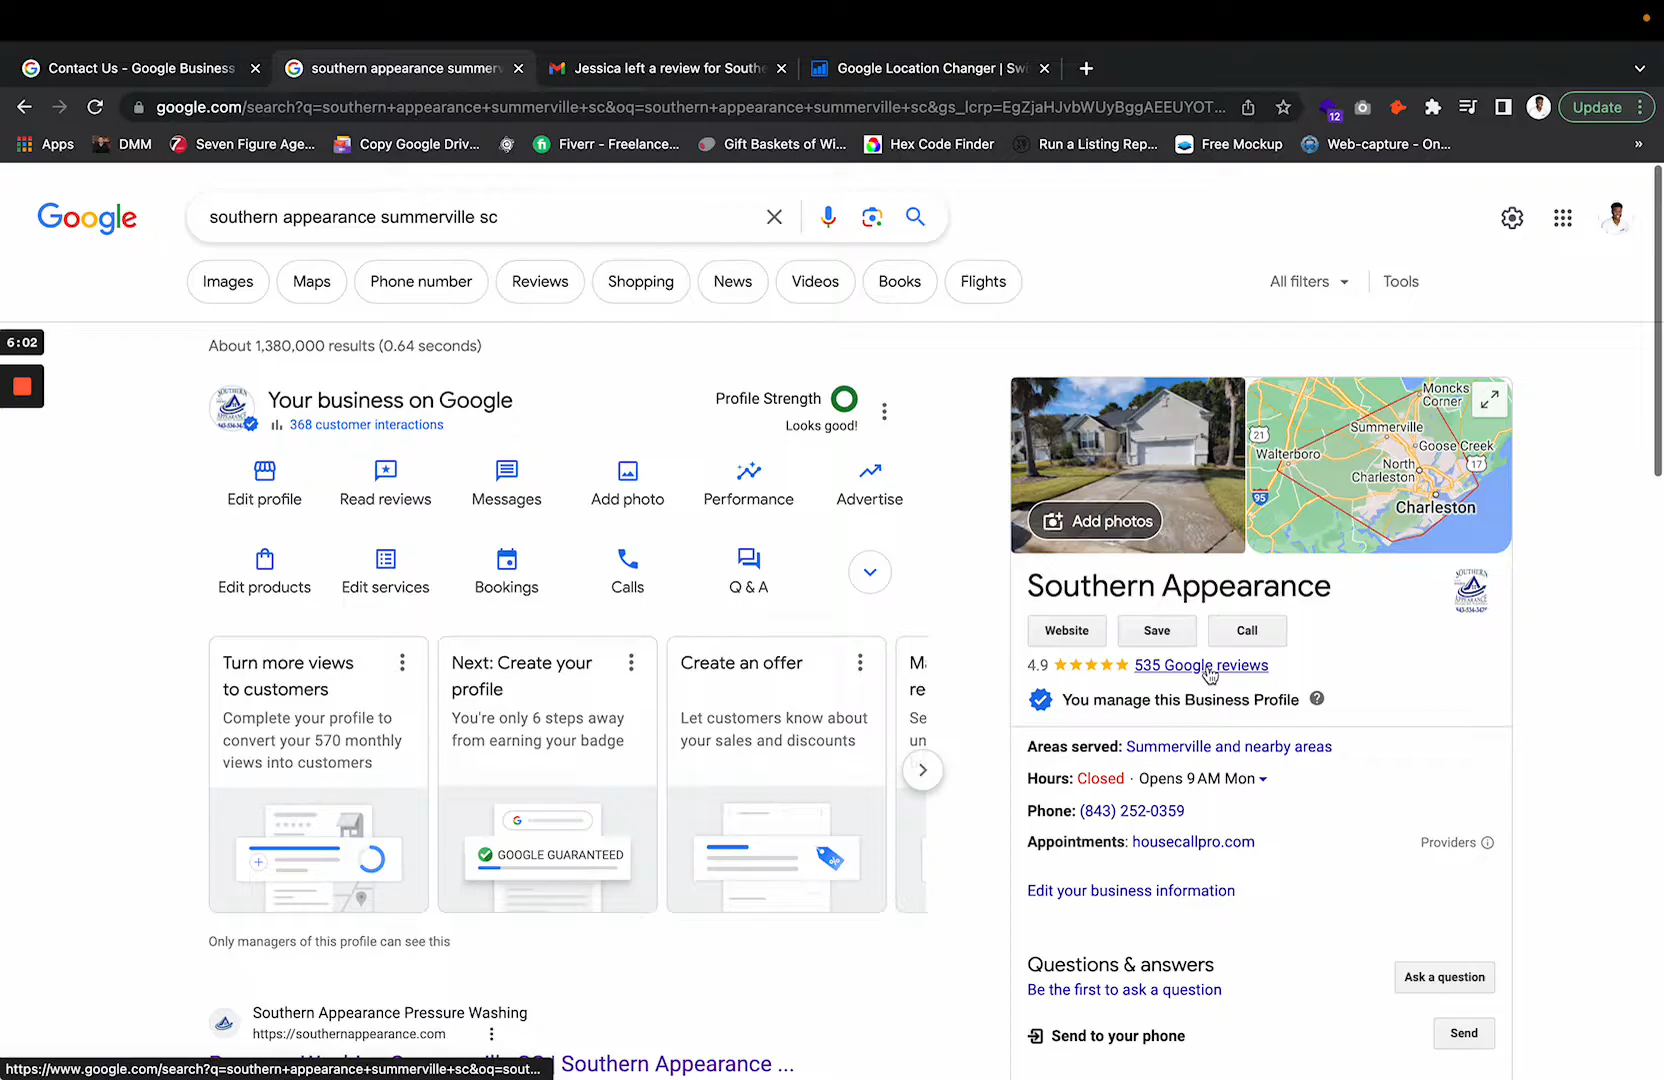 Contact Us - Google Business
southern appearance summerv
Jessica left a review for South
Google Location Changer | Sw
google.com/search?q=southern+appearance+summerville+sc&oq=southern+appearance+summerville+sc&gs_lcrp=EgZjaHJvbWUyBggAEEUYOT...
12
Update
Apps
DMM
Seven Figure Age...
Copy Google Driv...
Fiverr - Freelance...
Gift Baskets of Wi...
Hex Code Finder
Run a Listing Rep...
Free Mockup
Web-capture - On...
»
Google
southern appearance summerville sc
Images
Maps
Phone number
Reviews
Shopping
News
Videos
Books
Flights
All filters
Tools
6:02
About 1,380,000 results (0.64 seconds)
Your business on Google
368 customer interactions
Profile Strength
Looks good!
Edit profile
Read reviews
Messages
Add photo
Performance
Advertise
Edit products
Edit services
Bookings
Calls
Q & A
Turn more views
to customers
Complete your profile to
convert your 570 monthly
views into customers
Next: Create your
profile
You're only 6 steps away
from earning your badge
G
GOOGLE GUARANTEED
Create an offer
Let customers know about
your sales and discounts
%
Only managers of this profile can see this
Southern Appearance Pressure Washing
https://southernappearance.com
Southern Appearance ...
https://www.google.com/search?q=southern+appearance+summerville+sc&oq=sout...
Add photos
Moncks
Corner
Summerville
Goose Creek
21
Walterboro
17
North
Charleston
95
Charleston
Southern Appearance
SOUTHERN
APPEARANCE
Website
Save
Call
4.9
535 Google reviews
You manage this Business Profile
Areas served: Summerville and nearby areas
Hours: Closed · Opens 9 AM Mon
Phone: (843) 252-0359
Appointments: housecallpro.com
Providers
Edit your business information
Questions & answers
Be the first to ask a question
Ask a question
Send to your phone
Send